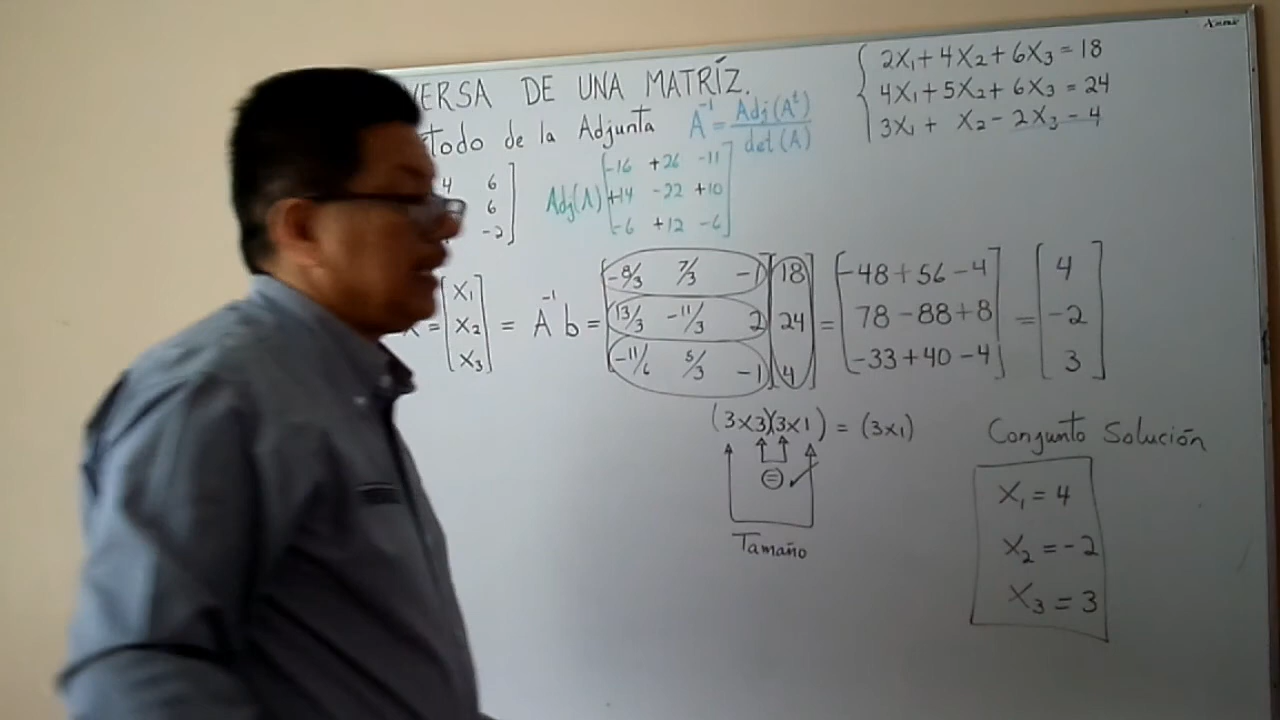 VERSA DE UNA MATRÍZ.
todo de la Adjunta A⁻¹ = Adj(Aᵗ) / det(A)
{ 2X₁ + 4X₂ + 6X₃ = 18
4X₁ + 5X₂ + 6X₃ = 24
3X₁ + X₂ - 2X₃ - 4
4 6
6
-2
Adj(A) [ -16 +26 -11
+14 -22 +10
-6 +12 -6 ]
= [ X₁ X₂ X₃ ] = A⁻¹ b =
[ -8/3 7/3 -1
13/3 -11/3 2
-11/6 5/3 -1 ]
[ 18
24
4 ]
= [ -48 + 56 - 4
78 - 88 + 8
-33 + 40 - 4 ]
= [ 4
-2
3 ]
(3x3)(3x1) = (3x1)
=
Tamaño
Conjunto Solución
X₁ = 4
X₂ = -2
X₃ = 3